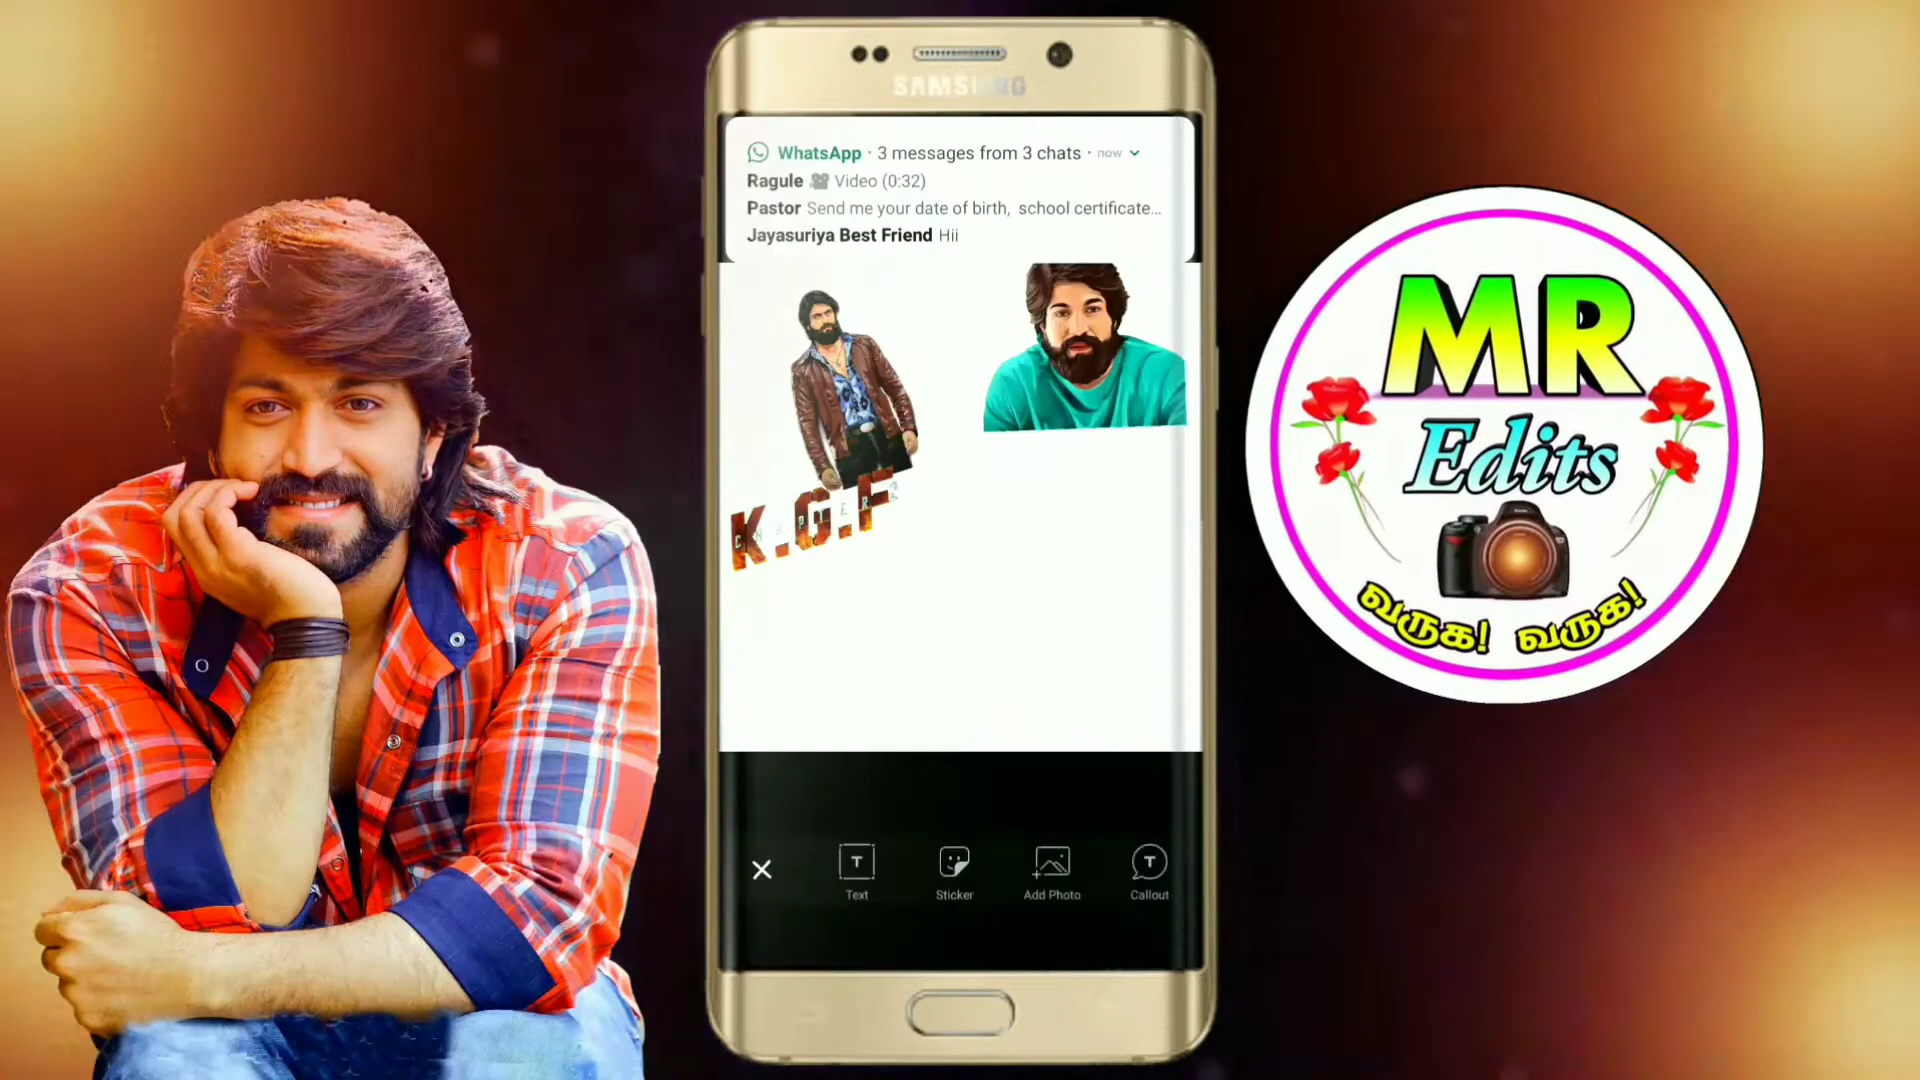 SAMSUNG
WhatsApp · 3 messages from 3 chats · now
Ragule 🎥 Video (0:32)
Pastor Send me your date of birth, school certificate...
Jayasuriya Best Friend Hii
K.G.F
CHAPTER 2
Text
Sticker
Add Photo
Callout
MR
Edits
வருக! வருக!